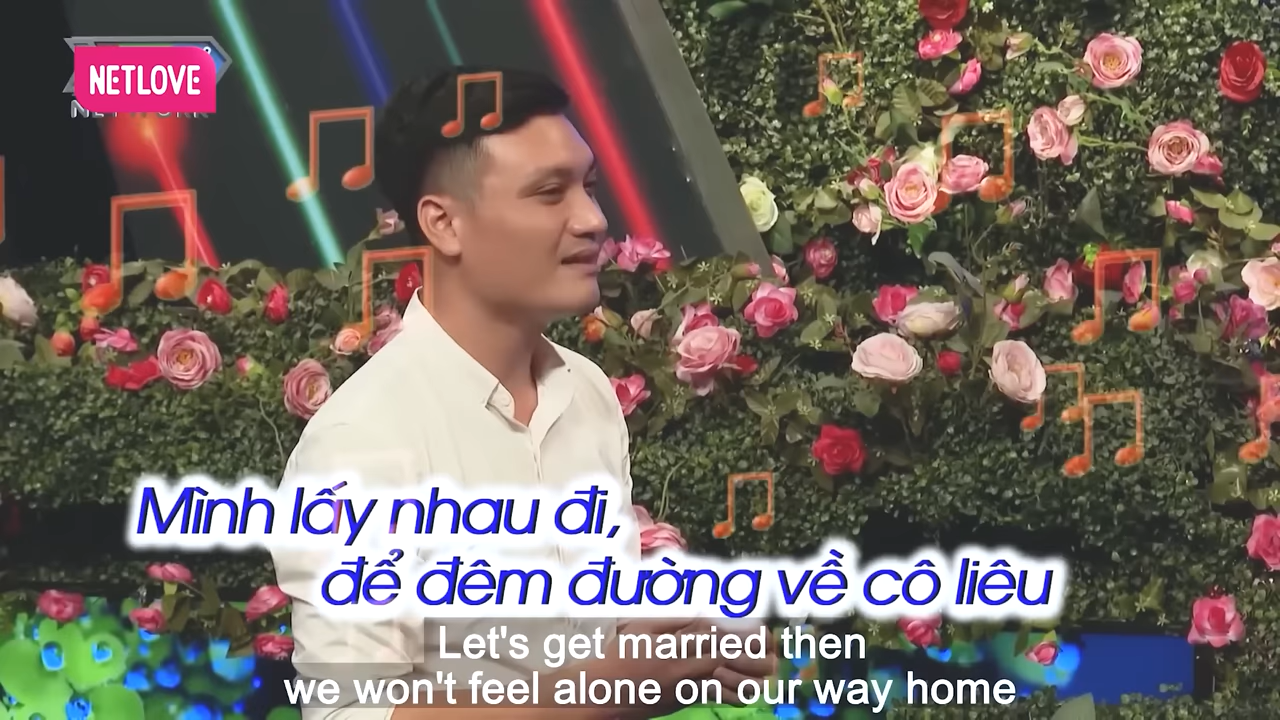 NETLOVE
NETWORK
Mình lấy nhau đi,
để đêm đường về cô liêu
Let's get married then
we won't feel alone on our way home